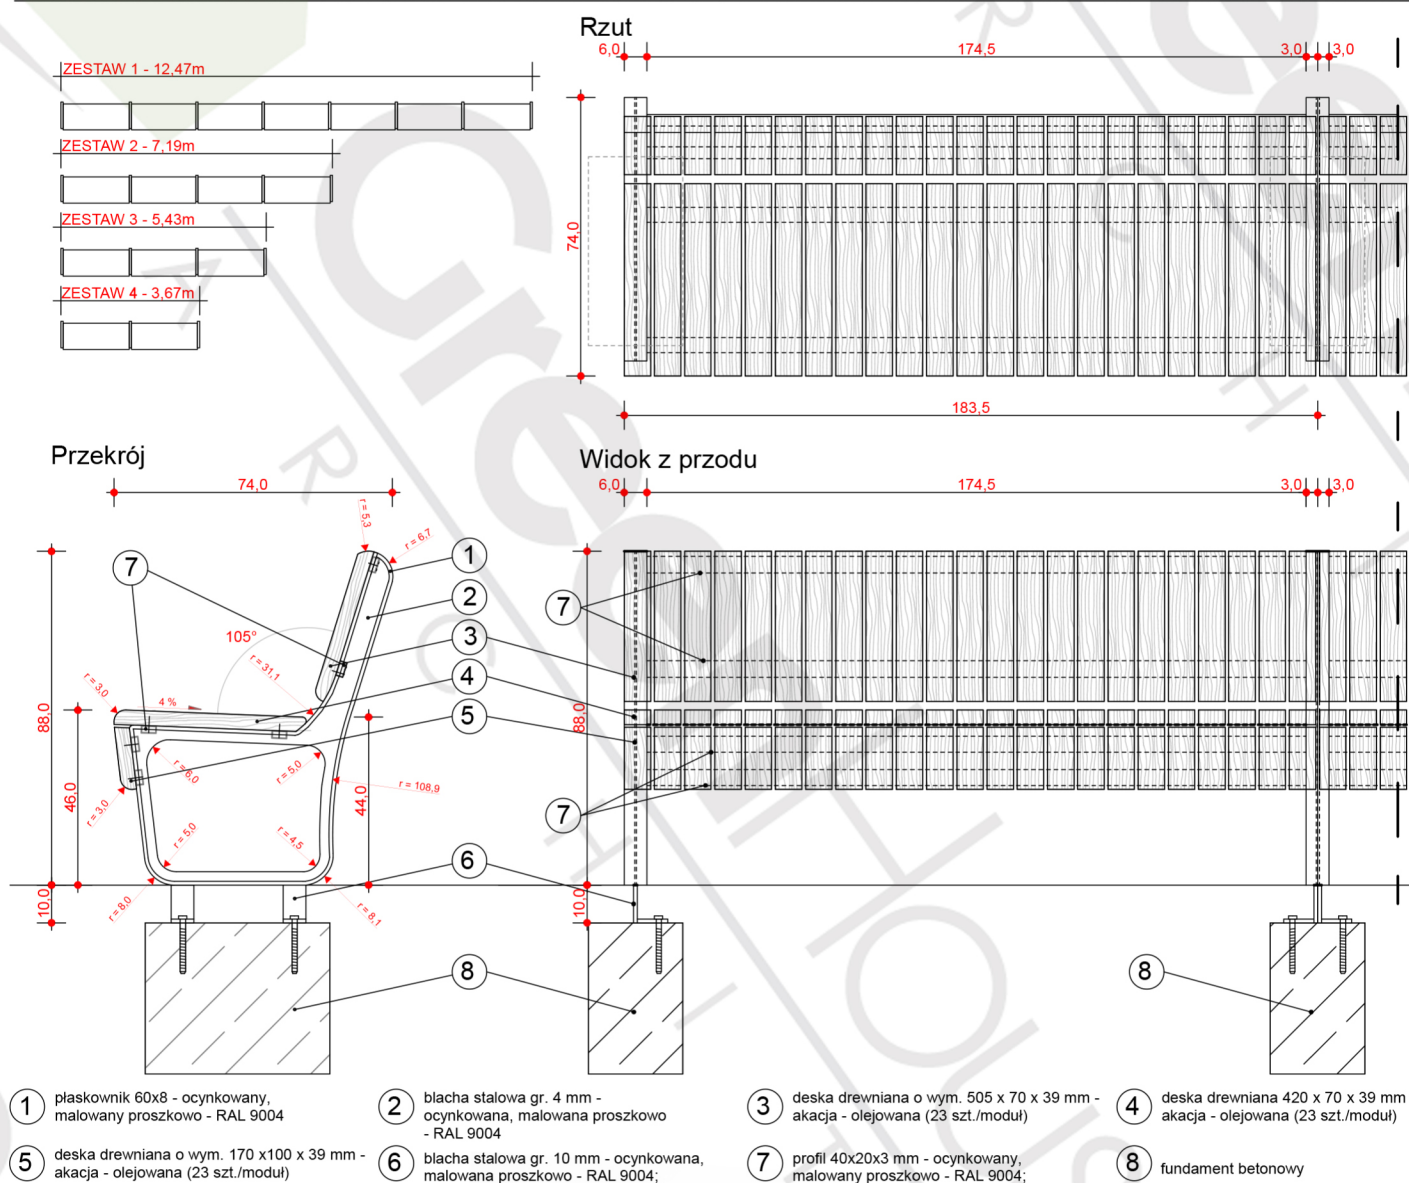 Rzut
6,0
174,5
3,0
3,0
ZESTAW 1 - 12,47m
ZESTAW 2 - 7,19m
ZESTAW 3 - 5,43m
ZESTAW 4 - 3,67m
74,0
183,5
Przekrój
74,0
r = 5,3
r = 6,7
1
2
3
4
5
6
7
8
105°
r = 31,1
r = 3,0
4 %
88,0
46,0
44,0
10,0
r = 6,0
r = 5,0
r = 108,9
r = 3,0
r = 5,0
r = 4,5
r = 8,0
r = 8,1
Widok z przodu
6,0
174,5
3,0
3,0
7
7
88,0
10,0
8
Green
ARCH
HOUS
1 płaskownik 60x8 - ocynkowany,
malowany proszkowo - RAL 9004
2 blacha stalowa gr. 4 mm -
ocynkowana, malowana proszkowo
- RAL 9004
3 deska drewniana o wym. 505 x 70 x 39 mm -
akacja - olejowana (23 szt./moduł)
4 deska drewniana 420 x 70 x 39 mm
akacja - olejowana (23 szt./moduł)
5 deska drewniana o wym. 170 x100 x 39 mm -
akacja - olejowana (23 szt./moduł)
6 blacha stalowa gr. 10 mm - ocynkowana,
malowana proszkowo - RAL 9004;
7 profil 40x20x3 mm - ocynkowany,
malowany proszkowo - RAL 9004;
8 fundament betonowy